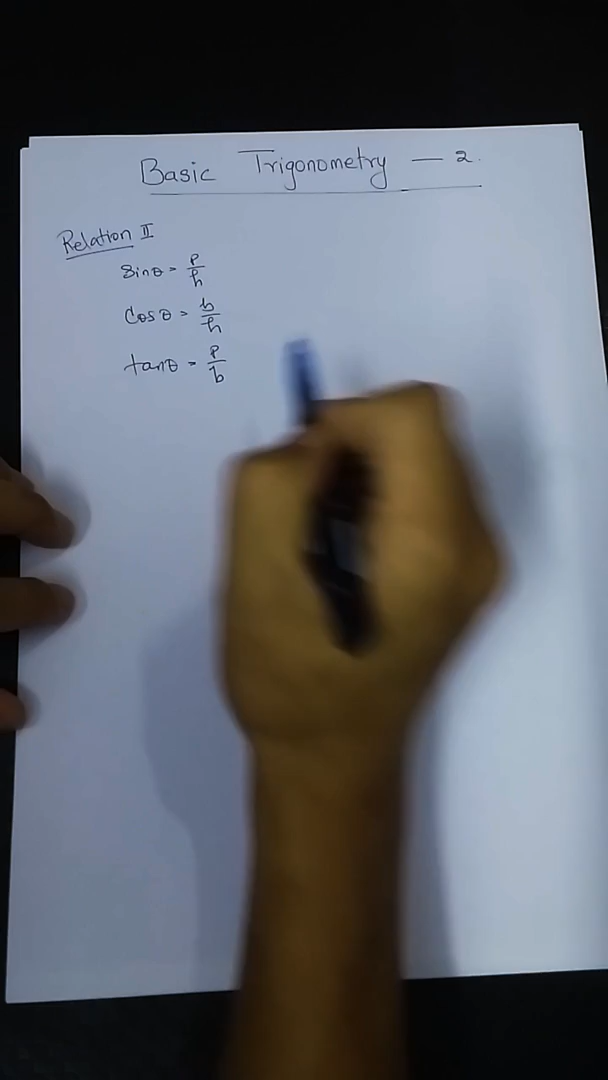 Basic Trigonometry — 2.
Relation II
Sinθ = p/h
Cosθ = b/h
tanθ = p/b